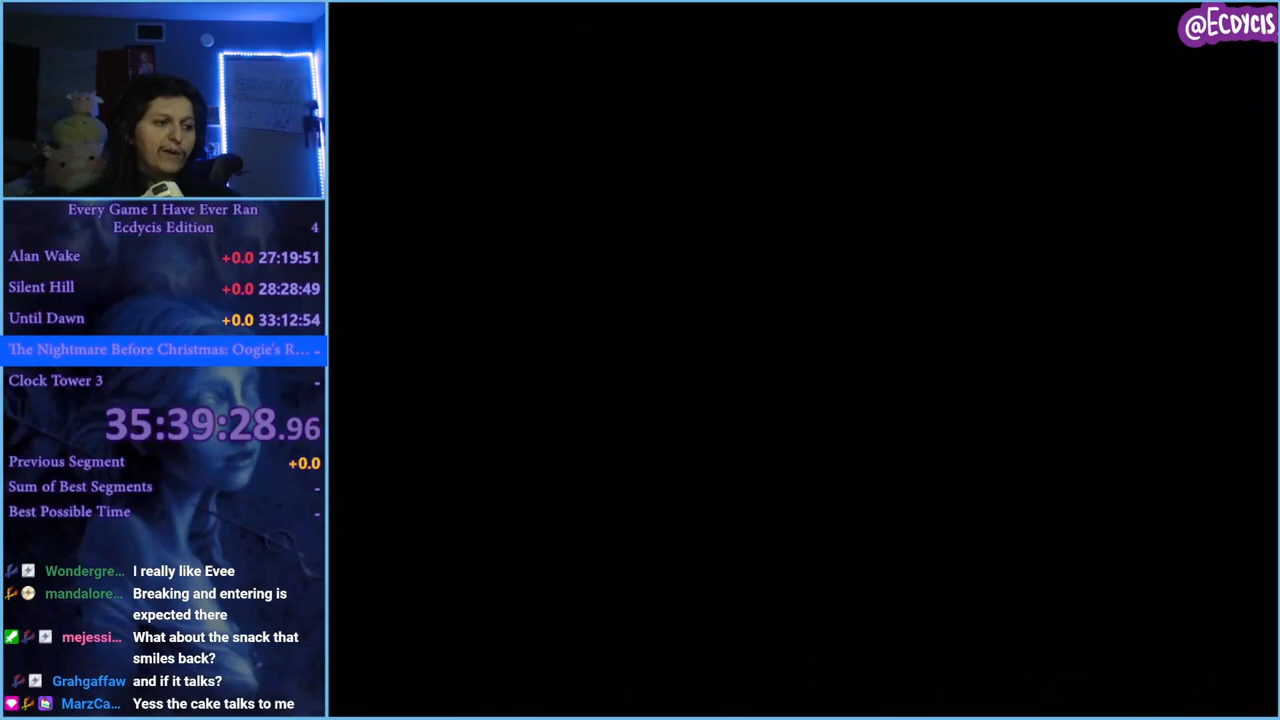 @ECDYCIS
Every Game I Have Ever Ran
Ecdycis Edition 4
Alan Wake +0.0 27:19:51
Silent Hill +0.0 28:28:49
Until Dawn +0.0 33:12:54
The Nightmare Before Christmas: Oogie's R... -
Clock Tower 3 -
35:39:28.96
Previous Segment +0.0
Sum of Best Segments -
Best Possible Time -
Wondergre... I really like Evee
mandalore... Breaking and entering is
expected there
mejessi... What about the snack that
smiles back?
Grahgaffaw and if it talks?
MarzCa... Yess the cake talks to me